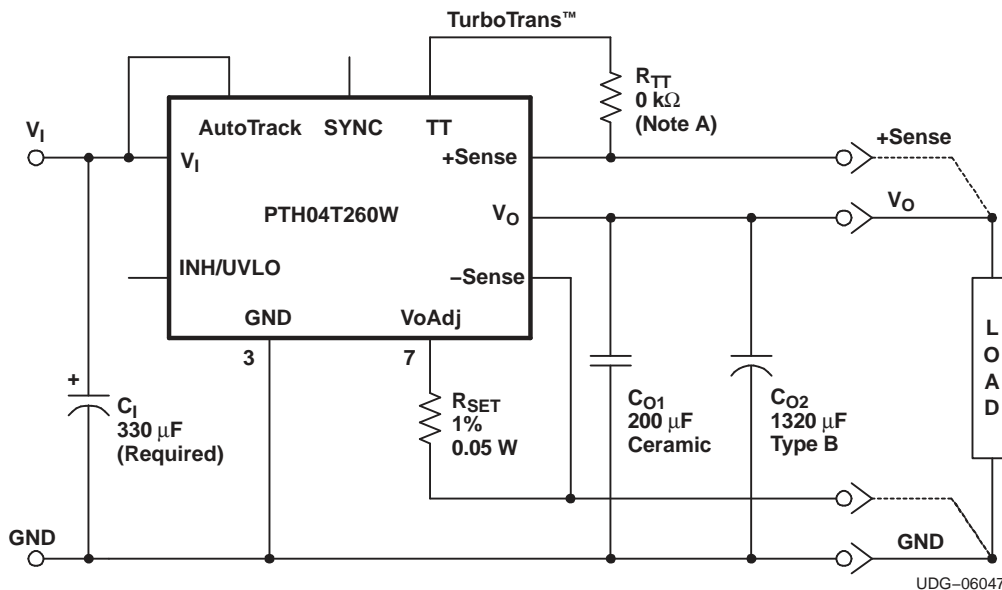 TurboTrans™
R_TT
0 kΩ
(Note A)
AutoTrack SYNC TT
+Sense
V_I
V_I
+Sense
PTH04T260W
V_O
V_O
INH/UVLO
−Sense
GND VoAdj
3 7
L
O
A
D
+
C_I
330 μF
(Required)
R_SET
1%
0.05 W
C_O1
200 μF
Ceramic
C_O2
1320 μF
Type B
GND
GND
UDG−06047